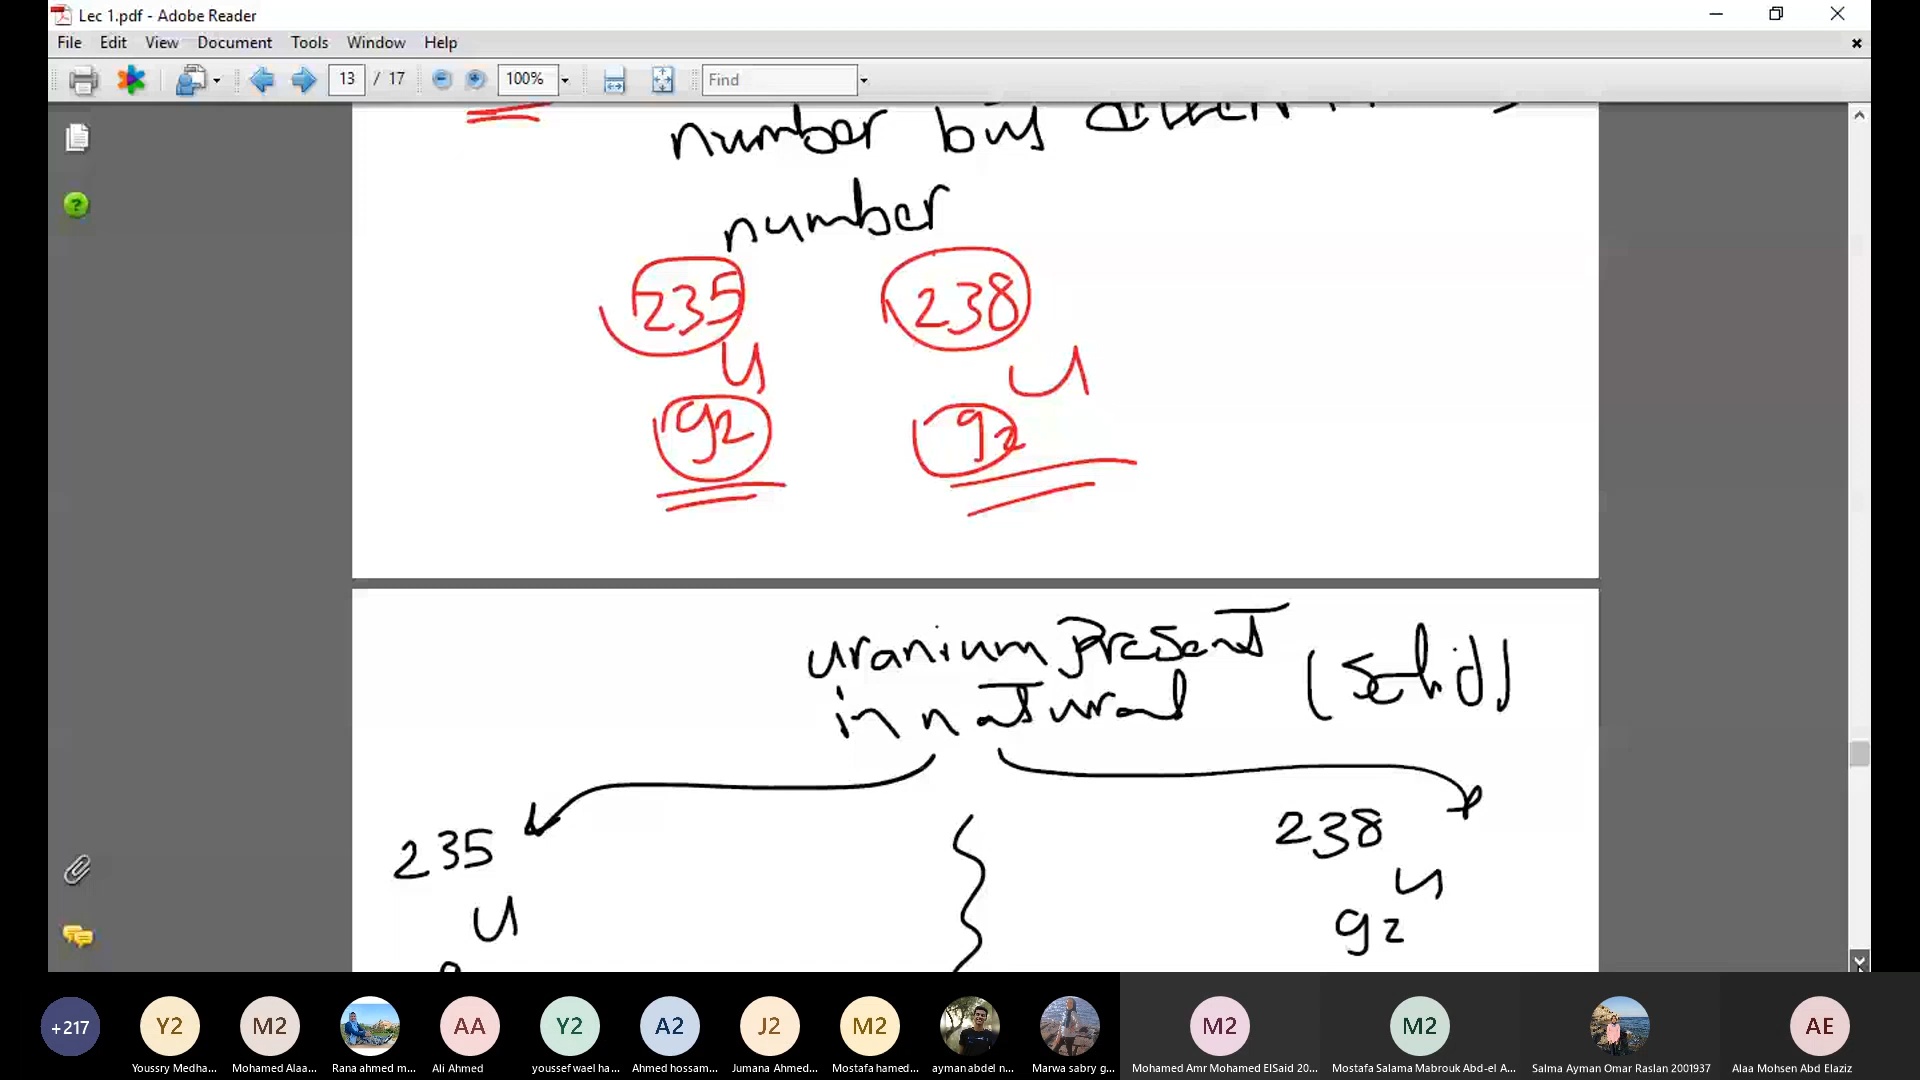 Lec 1.pdf - Adobe Reader
File Edit View Document Tools Window Help
13 / 17 100% Find
number but different
number
235 238
U U
92 92
uranium Present
in natural (Solid)
235 238
U U
92
+217 Y2 M2 AA Y2 A2 J2 M2 M2 M2 AE
Youssry Medha... Mohamed Alaa... Rana ahmed m... Ali Ahmed youssef wael ha... Ahmed hossam... Jumana Ahmed... Mostafa hamed... ayman abdel n... Marwa sabry g... Mohamed Amr Mohamed ElSaid 20... Mostafa Salama Mabrouk Abd-el A... Salma Ayman Omar Raslan 2001937 Alaa Mohsen Abd Elaziz